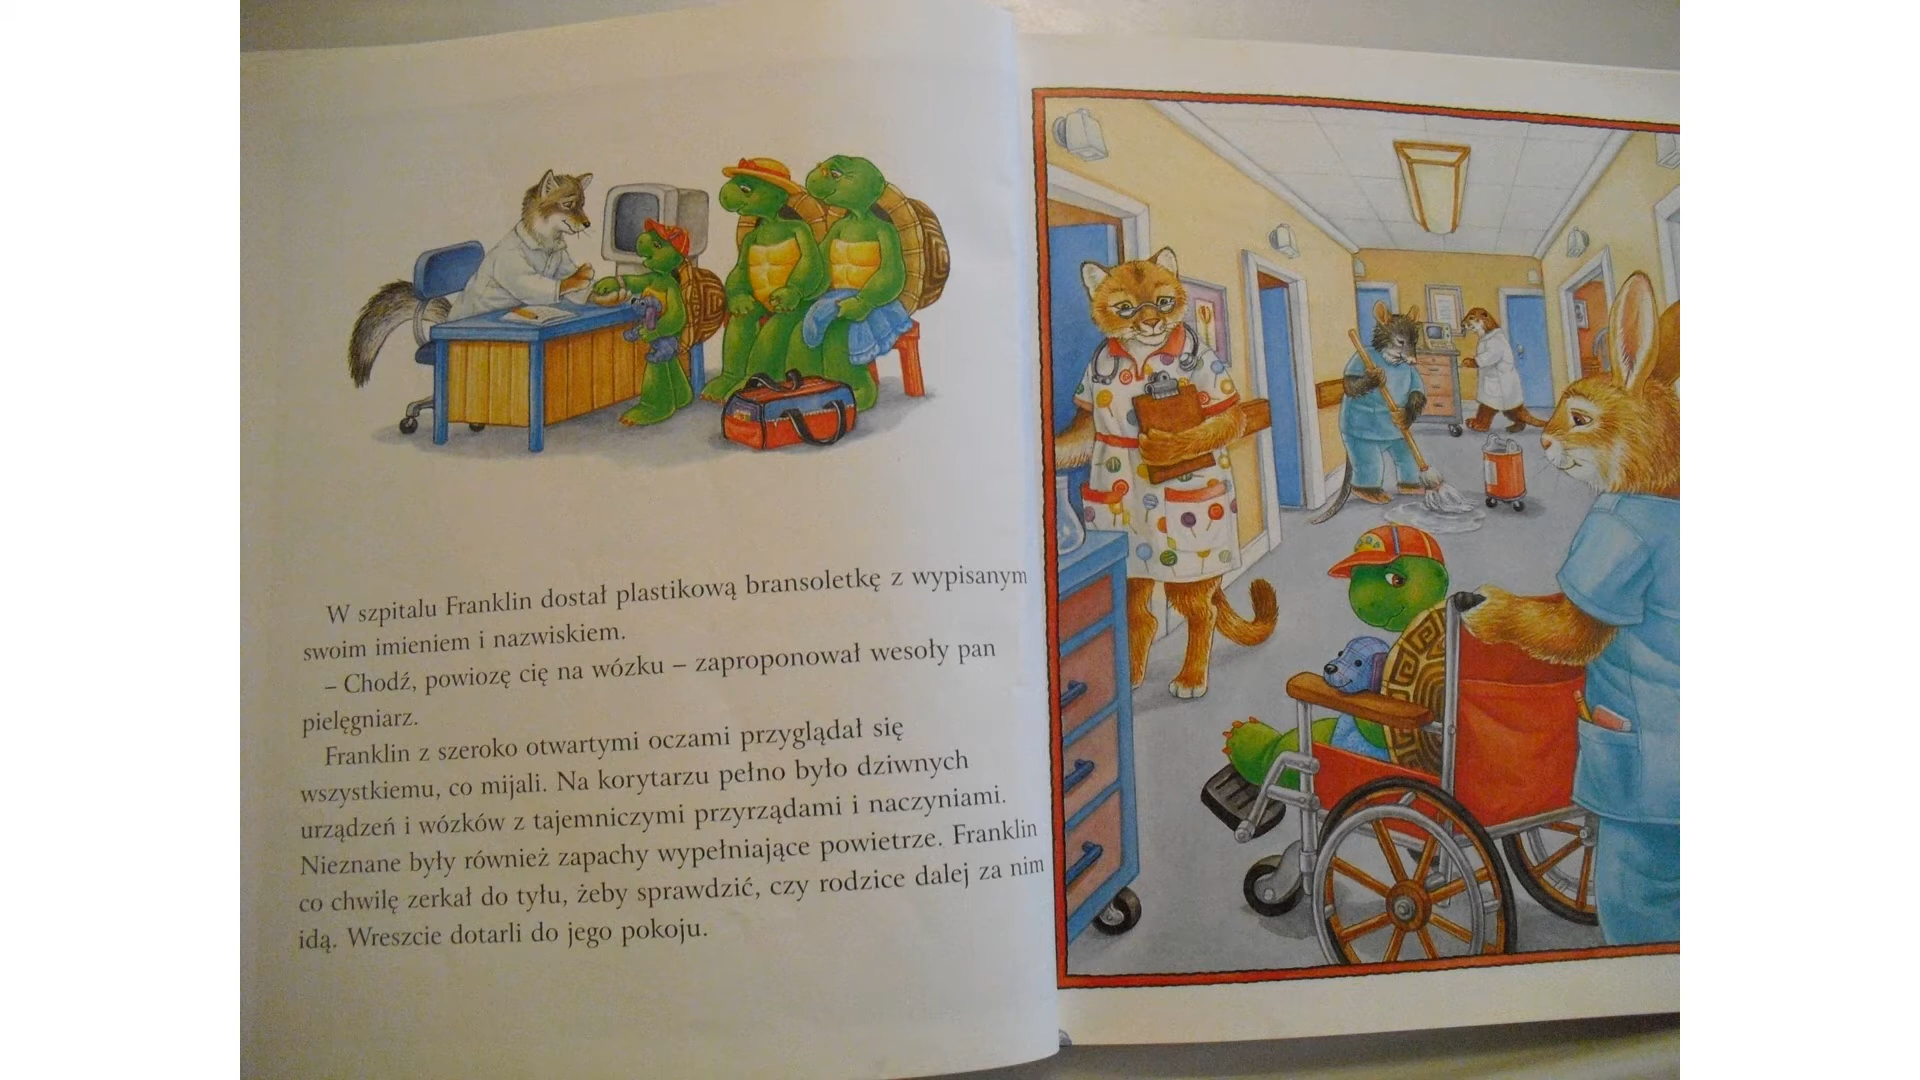 W szpitalu Franklin dostał plastikową bransoletkę z wypisanym
swoim imieniem i nazwiskiem.
– Chodź, powiozę cię na wózku – zaproponował wesoły pan
pielęgniarz.
Franklin z szeroko otwartymi oczami przyglądał się
wszystkiemu, co mijali. Na korytarzu pełno było dziwnych
urządzeń i wózków z tajemniczymi przyrządami i naczyniami.
Nieznane były również zapachy wypełniające powietrze. Franklin
co chwilę zerkał do tyłu, żeby sprawdzić, czy rodzice dalej za nim
idą. Wreszcie dotarli do jego pokoju.